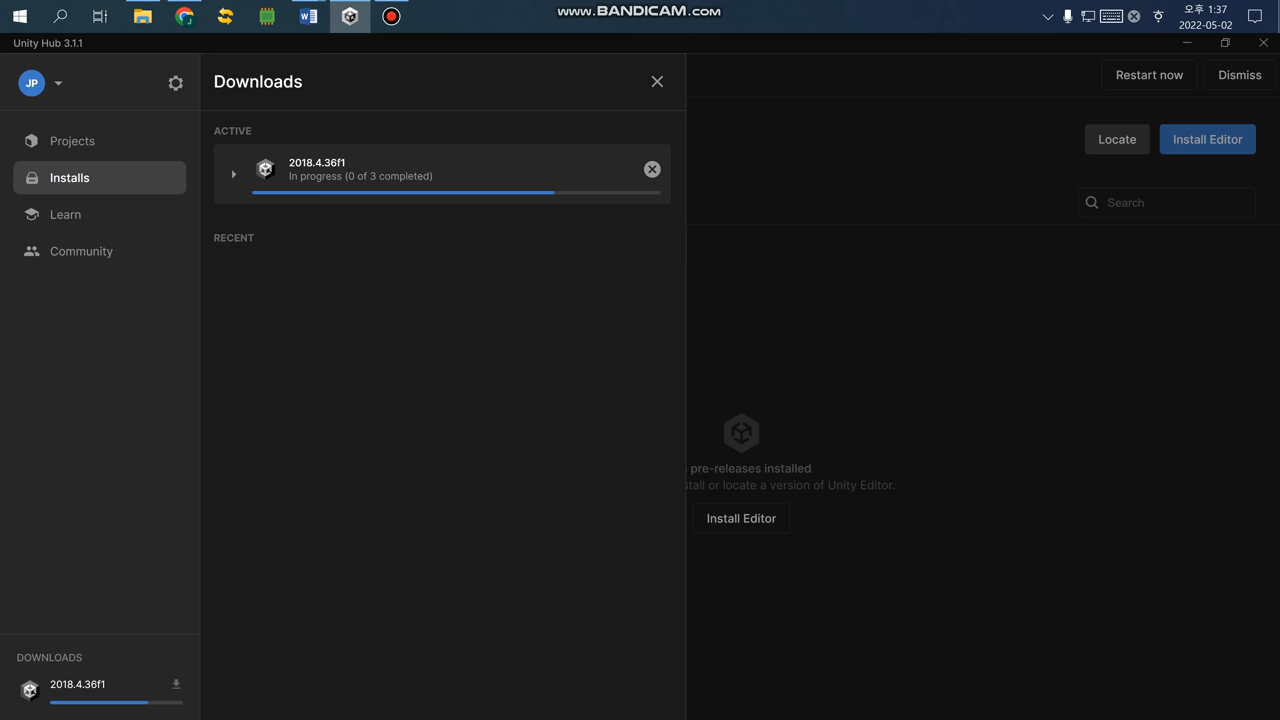 www.BANDICAM.com
오후 1:37
2022-05-02
Unity Hub 3.1.1
JP
Downloads
Restart now
Dismiss
ACTIVE
Projects
Locate
Install Editor
2018.4.36f1
In progress (0 of 3 completed)
Installs
Search
Learn
RECENT
Community
pre-releases installed
stall or locate a version of Unity Editor.
Install Editor
DOWNLOADS
2018.4.36f1